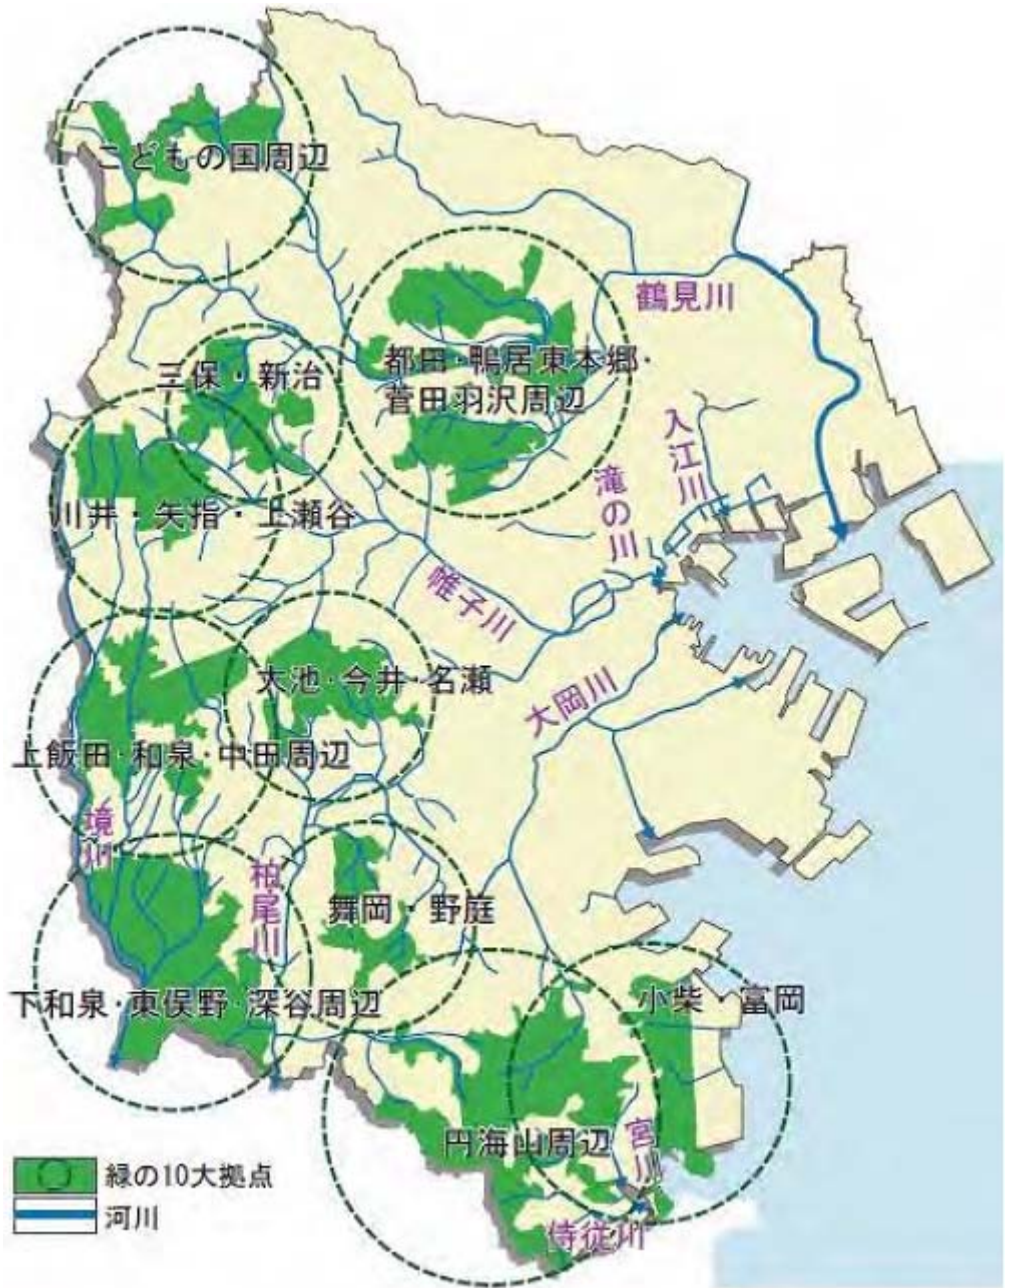 こどもの国周辺
鶴見川
三保・新治
都田・鴨居東本郷・
菅田羽沢周辺
入江川
滝の川
川井・矢指・上瀬谷
帷子川
大池・今井・名瀬
大岡川
上飯田・和泉・中田周辺
境川
柏尾川
舞岡・野庭
下和泉・東俣野・深谷周辺
小柴・富岡
円海山周辺
宮川
侍従川
緑の10大拠点
河川